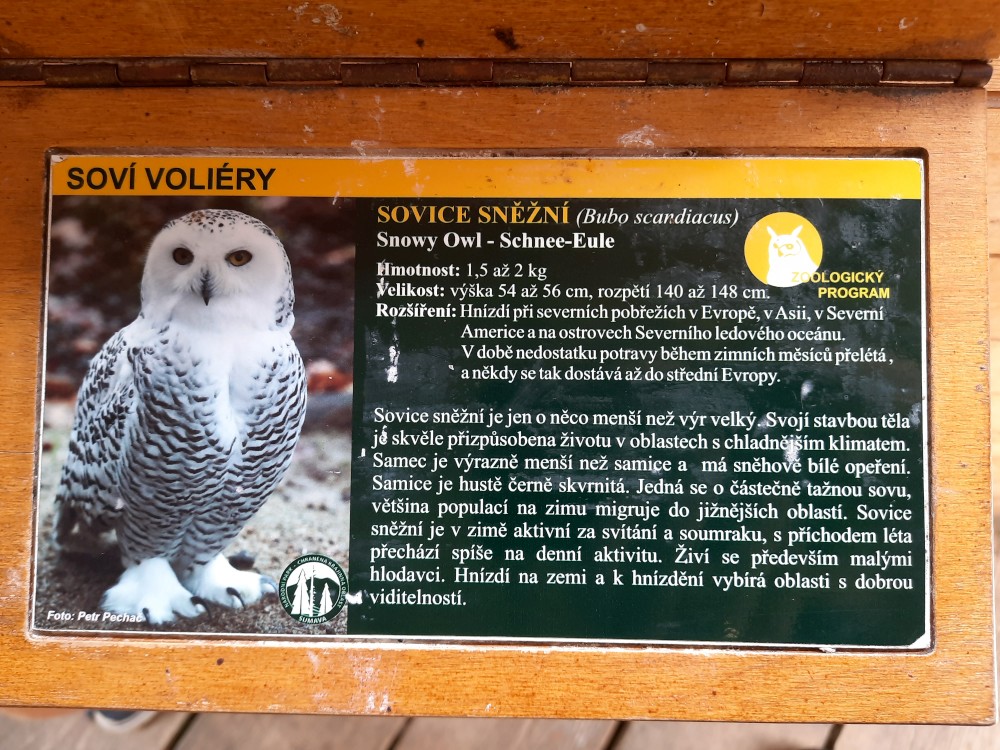 SOVÍ VOLIÉRY
SOVICE SNĚŽNÍ (Bubo scandiacus)
Snowy Owl - Schnee-Eule
Hmotnost: 1,5 až 2 kg
Velikost: výška 54 až 56 cm, rozpětí 140 až 148 cm.
Rozšíření: Hnízdí při severních pobřežích v Evropě, v Asii, v Severní
Americe a na ostrovech Severního ledového oceánu.
V době nedostatku potravy během zimních měsíců přelétá,
a někdy se tak dostává až do střední Evropy.
ZOOLOGICKÝ
PROGRAM
Sovice sněžní je jen o něco menší než výr velký. Svojí stavbou těla
je skvěle přizpůsobena životu v oblastech s chladnějším klimatem.
Samec je výrazně menší než samice a má sněhově bílé opeření.
Samice je hustě černě skvrnitá. Jedná se o částečně tažnou sovu,
většina populací na zimu migruje do jižnějších oblastí. Sovice
sněžní je v zimě aktivní za svítání a soumraku, s příchodem léta
přechází spíše na denní aktivitu. Živí se především malými
hlodavci. Hnízdí na zemi a k hnízdění vybírá oblasti s dobrou
viditelností.
Foto: Petr Pechač
NÁRODNÍ PARK - CHRÁNĚNÁ KRAJINNÁ OBLAST
ŠUMAVA